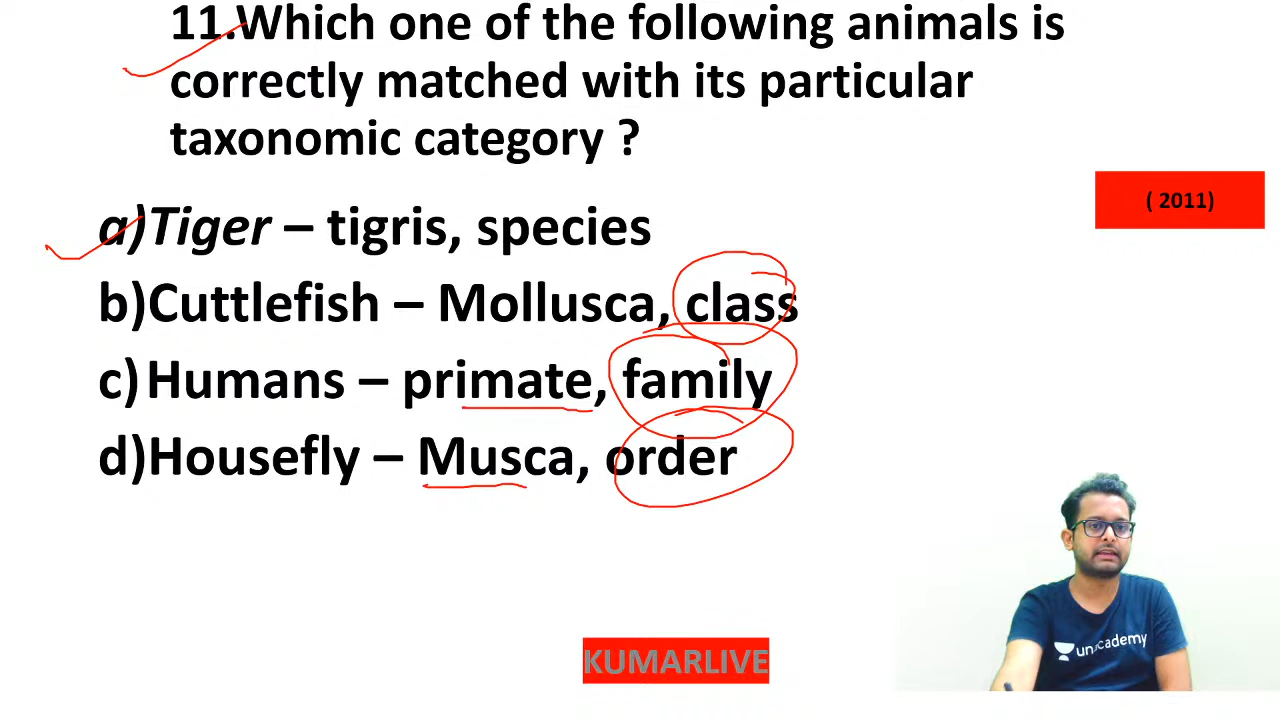 11.Which one of the following animals is
correctly matched with its particular
taxonomic category ?
( 2011)
a)Tiger – tigris, species
b)Cuttlefish – Mollusca, class
c) Humans – primate, family
d)Housefly – Musca, order
unacademy
KUMARLIVE